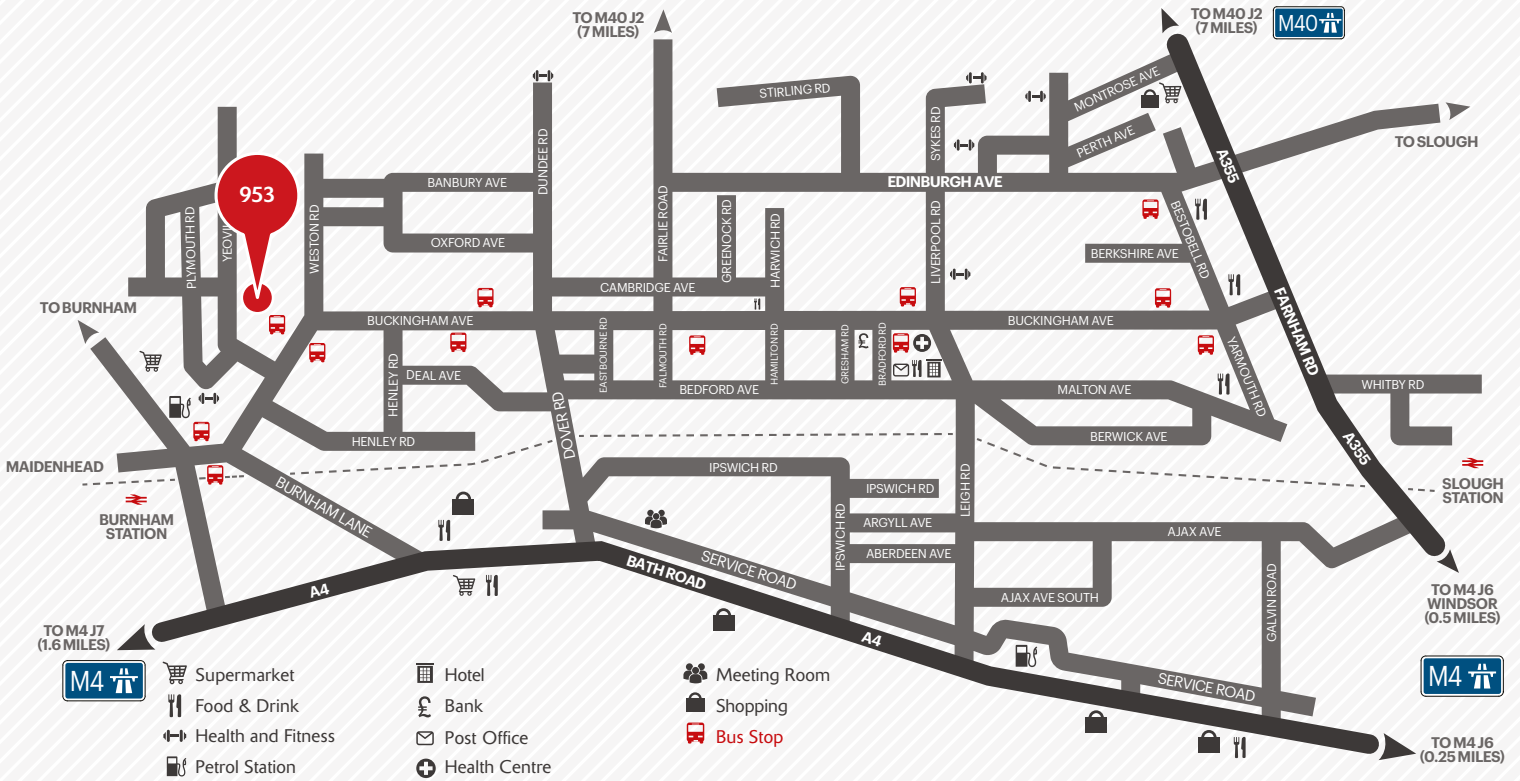 TO M40 J2
(7 MILES)
TO M40 J2
(7 MILES)
M40
MONTROSE AVE
STIRLING RD
SYKES RD
PERTH AVE
A355
TO SLOUGH
DUNDEE RD
953
BANBURY AVE
EDINBURGH AVE
PLYMOUTH RD
YEOVIL
WESTON RD
FAIRLIE ROAD
GREENOCK RD
HARWICH RD
LIVERPOOL RD
BESTOBELL RD
OXFORD AVE
BERKSHIRE AVE
CAMBRIDGE AVE
TO BURNHAM
BUCKINGHAM AVE
BUCKINGHAM AVE
FARNHAM RD
EASTBOURNE RD
FALMOUTH RD
HAMILTON RD
GRESHAM RD
£
BRADFORD RD
YARMOUTH RD
HENLEY RD
DEAL AVE
BEDFORD AVE
MALTON AVE
WHITBY RD
DOVER RD
HENLEY RD
BERWICK AVE
A355
MAIDENHEAD
IPSWICH RD
IPSWICH RD
LEIGH RD
SLOUGH
STATION
BURNHAM
STATION
BURNHAM LANE
IPSWICH RD
ARGYLL AVE
AJAX AVE
ABERDEEN AVE
SERVICE ROAD
BATH ROAD
A4
AJAX AVE SOUTH
GALVIN ROAD
TO M4 J6
WINDSOR
(0.5 MILES)
TO M4 J7
(1.6 MILES)
A4
M4
SERVICE ROAD
M4
TO M4 J6
(0.25 MILES)
Supermarket
Food & Drink
Health and Fitness
Petrol Station
Hotel
£ Bank
Post Office
Health Centre
Meeting Room
Shopping
Bus Stop